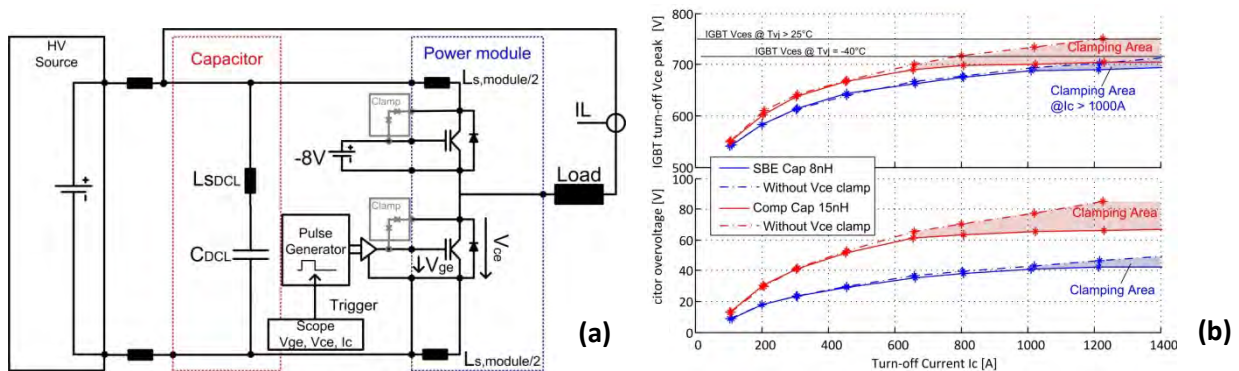 HV
Source
Capacitor
Power module
Ls,module/2
Clamp
-8V
IL
LsDCL
CDCL
Load
Clamp
Pulse
Generator
Vge
Vce
Trigger
Scope
Vge, Vce, Ic
Ls,module/2
(a)
IGBT turn-off Vce peak [V]
800
700
600
500
IGBT Vces @ Tvj > 25°C
IGBT Vces @ Tvj = -40°C
Clamping Area
Clamping Area
@Ic > 1000A
SBE Cap 8nH
Without Vce clamp
Comp Cap 15nH
Without Vce clamp
citor overvoltage [V]
100
80
60
40
20
0
Clamping Area
Clamping Area
0 200 400 600 800 1000 1200 1400
Turn-off Current Ic [A]
(b)